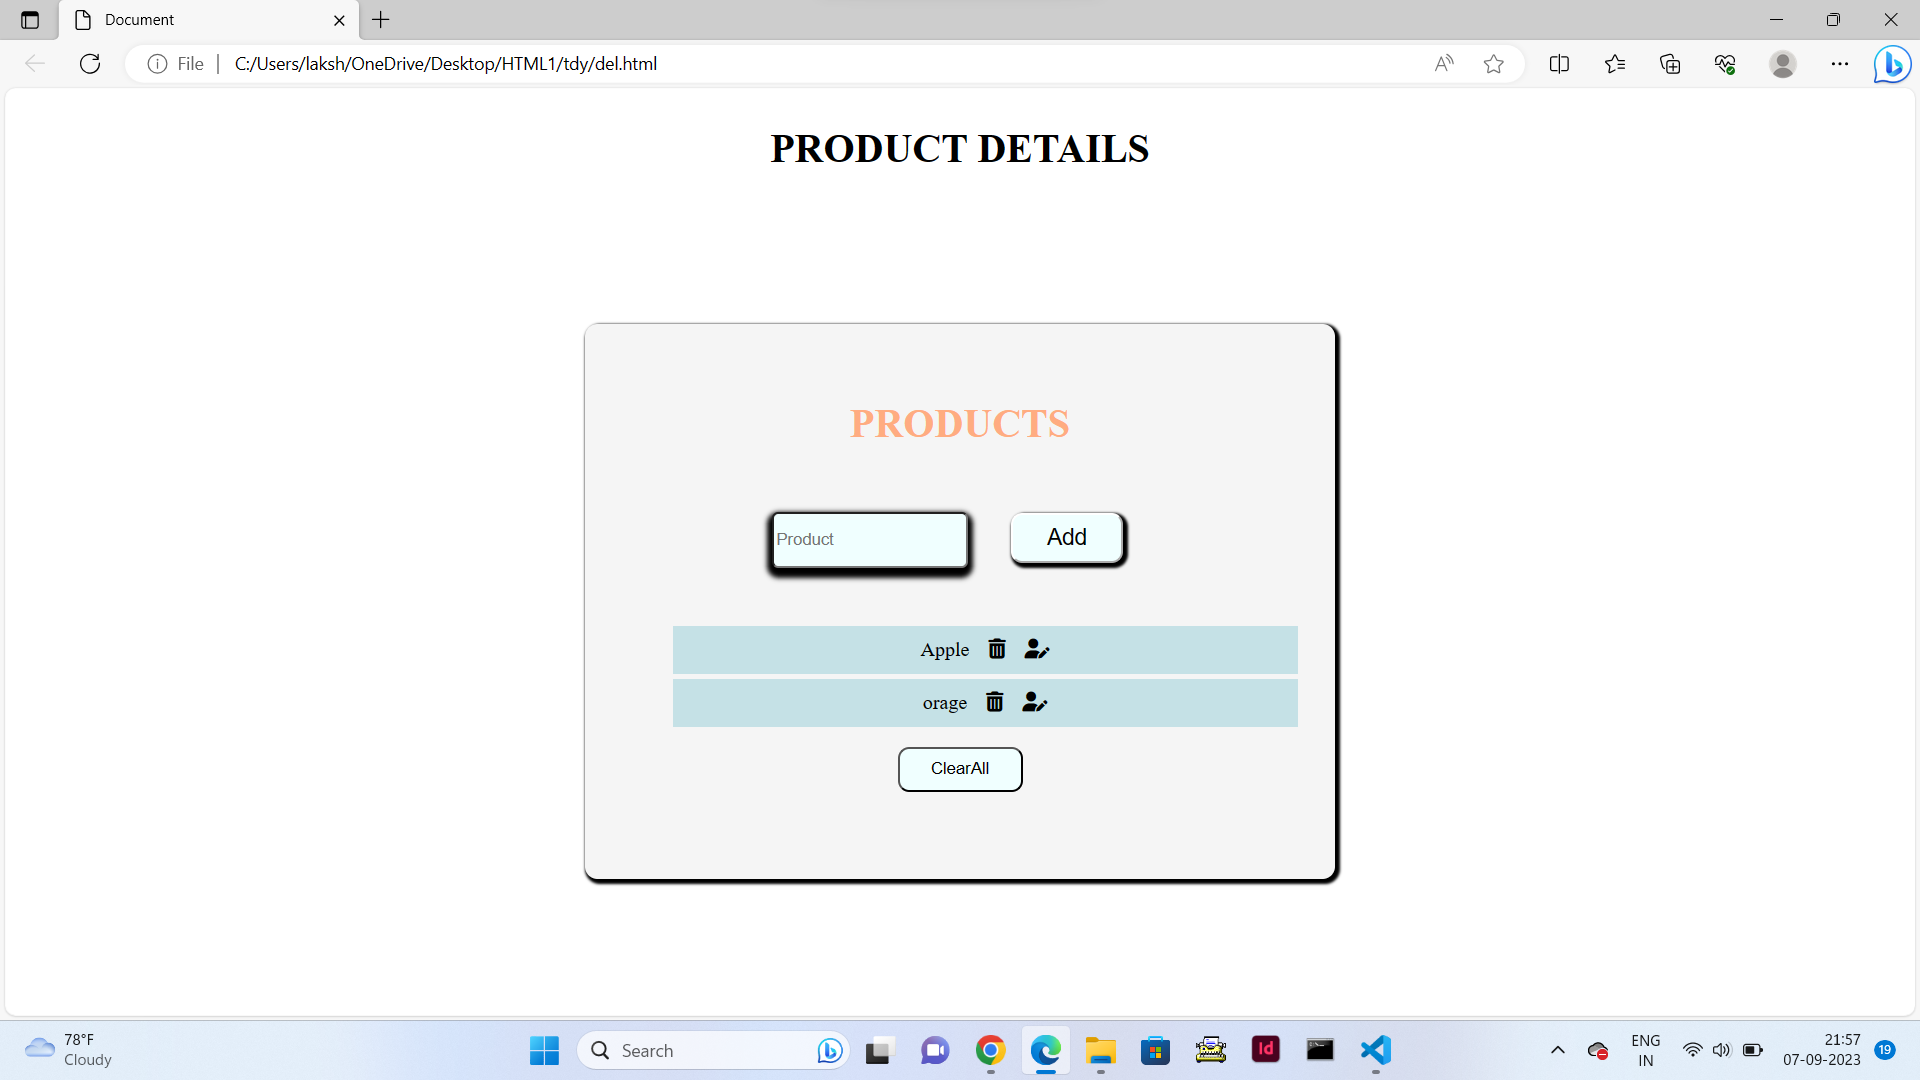 Document
File
C:/Users/laksh/OneDrive/Desktop/HTML1/tdy/del.html
PRODUCT DETAILS
PRODUCTS
Product
Add
Apple
orage
ClearAll
78°F
Cloudy
Search
Id
ENG
IN
21:57
07-09-2023
19